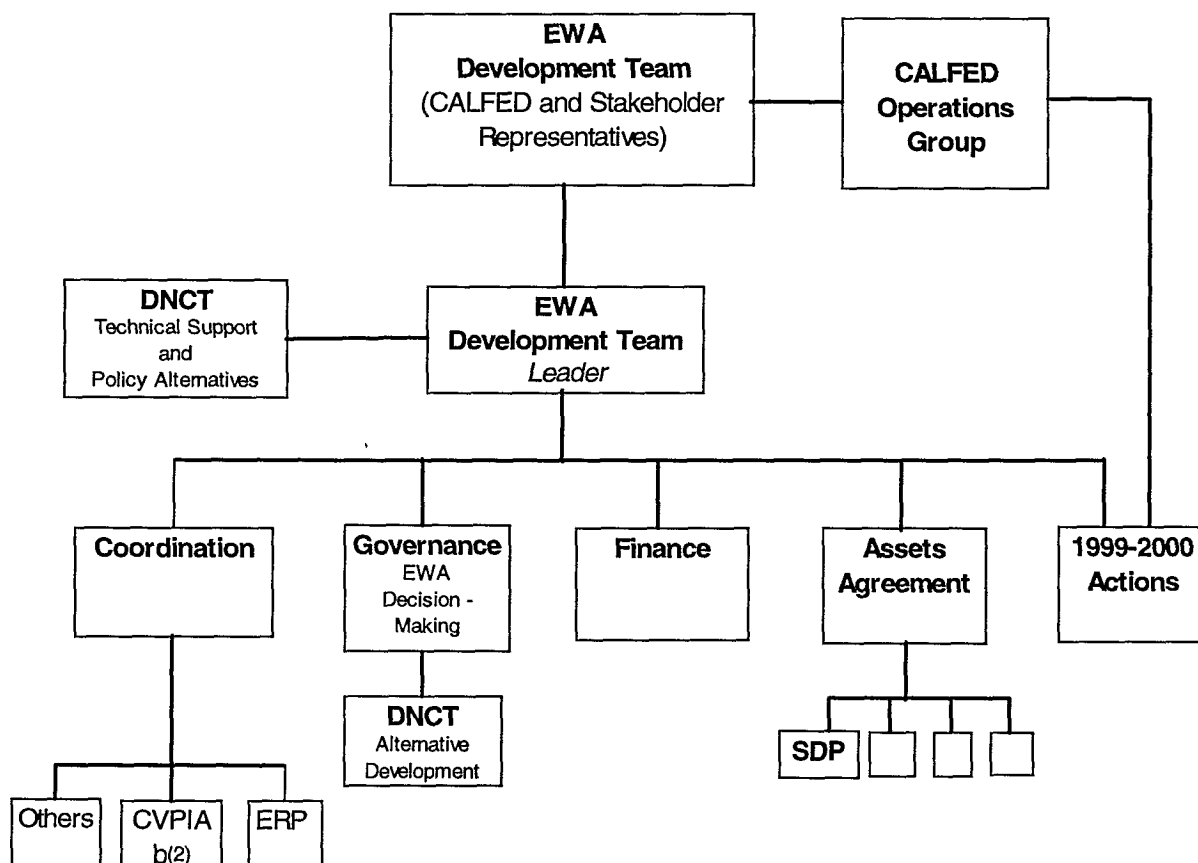 EWA
Development Team
(CALFED and Stakeholder
Representatives)
CALFED
Operations
Group
DNCT
Technical Support
and
Policy Alternatives
EWA
Development Team
Leader
Coordination
Governance
EWA
Decision -
Making
Finance
Assets
Agreement
1999-2000
Actions
DNCT
Alternative
Development
SDP
Others
CVPIA
b(2)
ERP